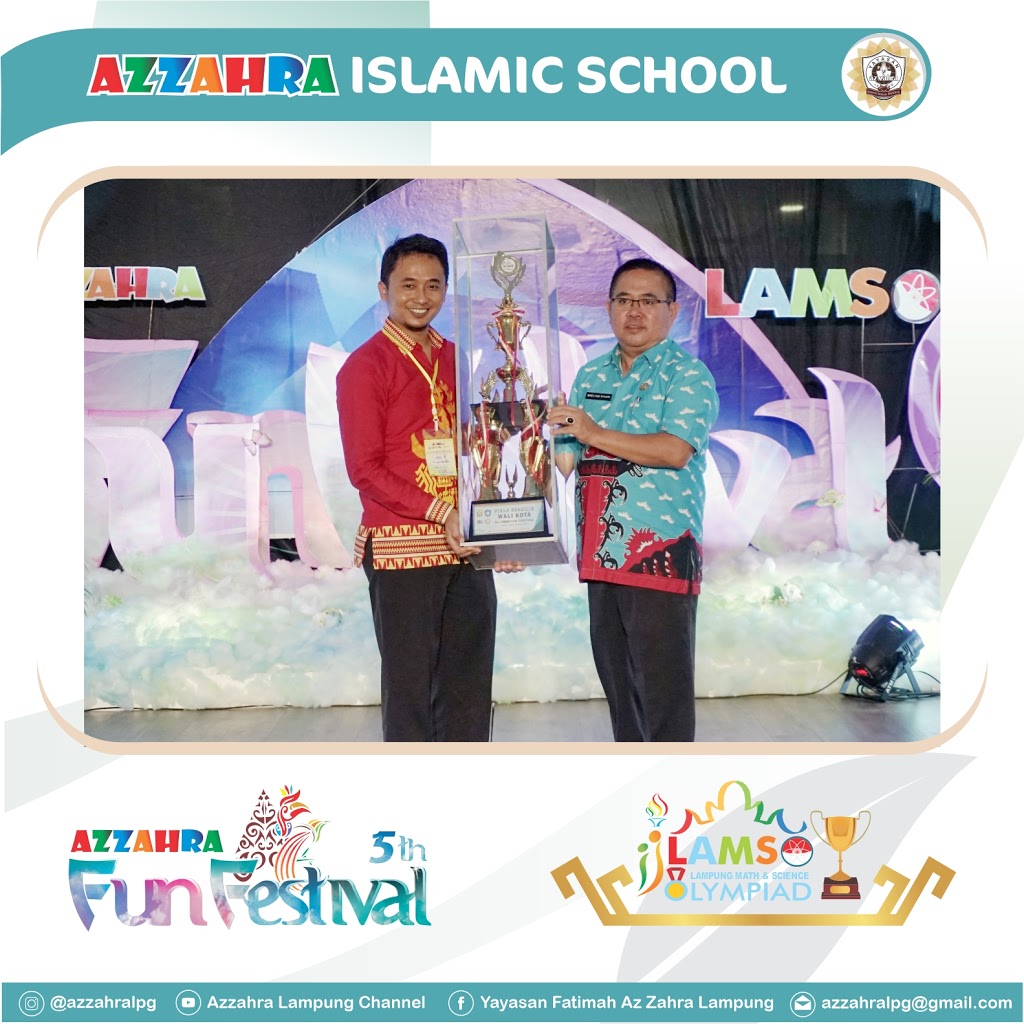 AZZAHRA ISLAMIC SCHOOL
YAYASAN
ZAHRA
LAMSO
PIALA BERGILIR
WALI KOTA
AZZAHRA
5th
Fun Festival
LAMSO
LAMPUNG MATH & SCIENCE
OLYMPIAD
@azzahralpg
Azzahra Lampung Channel
Yayasan Fatimah Az Zahra Lampung
azzahralpg@gmail.com